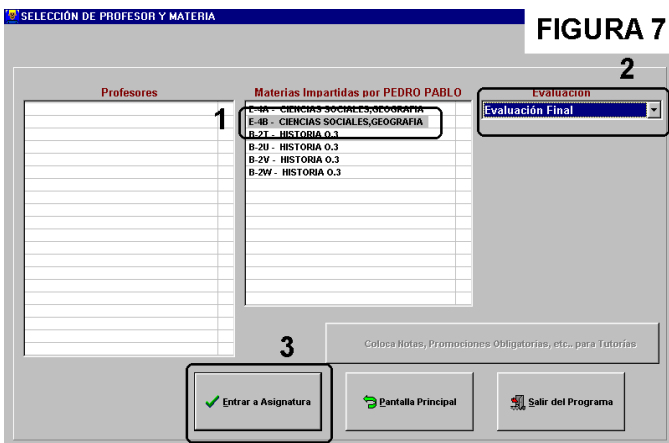 SELECCIÓN DE PROFESOR Y MATERIA
FIGURA 7
2
Profesores
Materias Impartidas por PEDRO PABLO
Evaluación
1
E-4A - CIENCIAS SOCIALES,GEOGRAFIA
Evaluación Final
E-4B - CIENCIAS SOCIALES,GEOGRAFIA
B-2T - HISTORIA O.3
B-2U - HISTORIA O.3
B-2V - HISTORIA O.3
B-2W - HISTORIA O.3
3
Coloca Notas, Promociones Obligatorias, etc.. para Tutorías
Entrar a Asignatura
Pantalla Principal
Salir del Programa